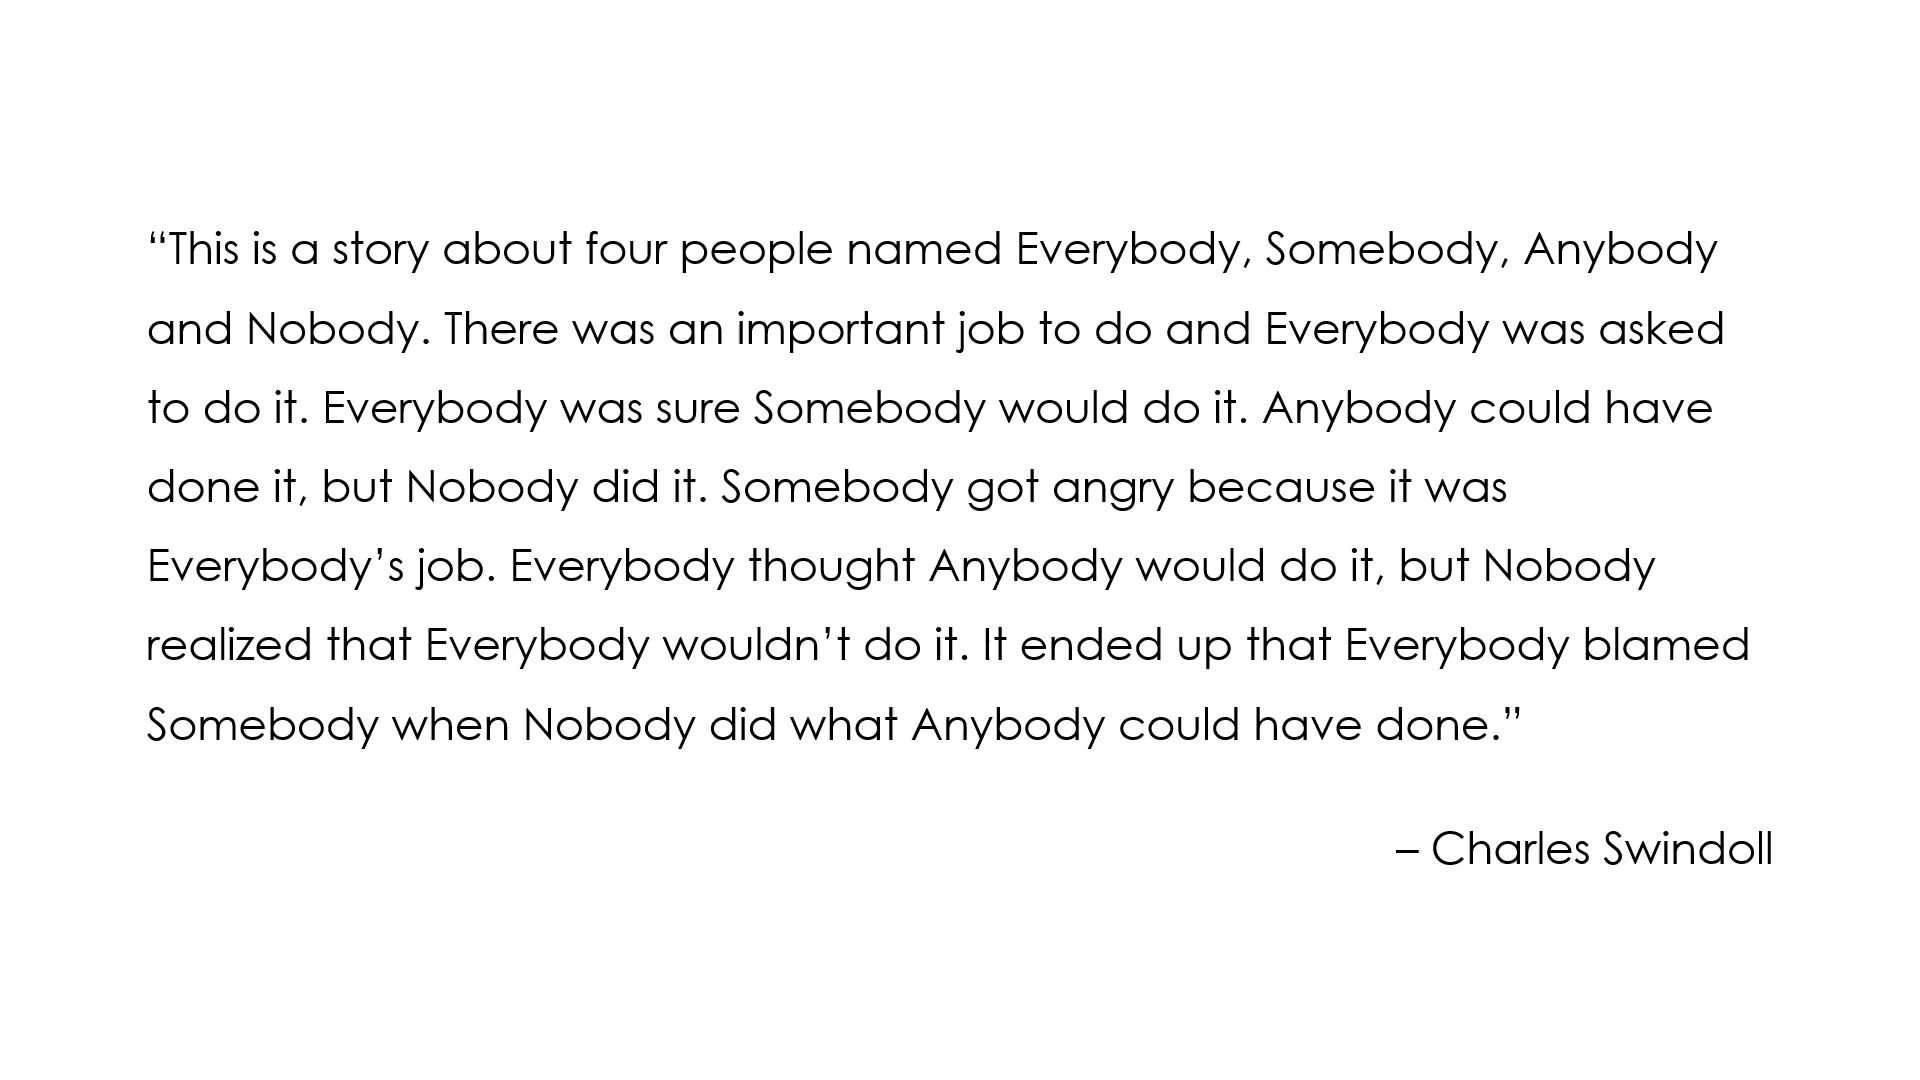 “This is a story about four people named Everybody, Somebody, Anybody
and Nobody. There was an important job to do and Everybody was asked
to do it. Everybody was sure Somebody would do it. Anybody could have
done it, but Nobody did it. Somebody got angry because it was
Everybody’s job. Everybody thought Anybody would do it, but Nobody
realized that Everybody wouldn’t do it. It ended up that Everybody blamed
Somebody when Nobody did what Anybody could have done.”
– Charles Swindoll